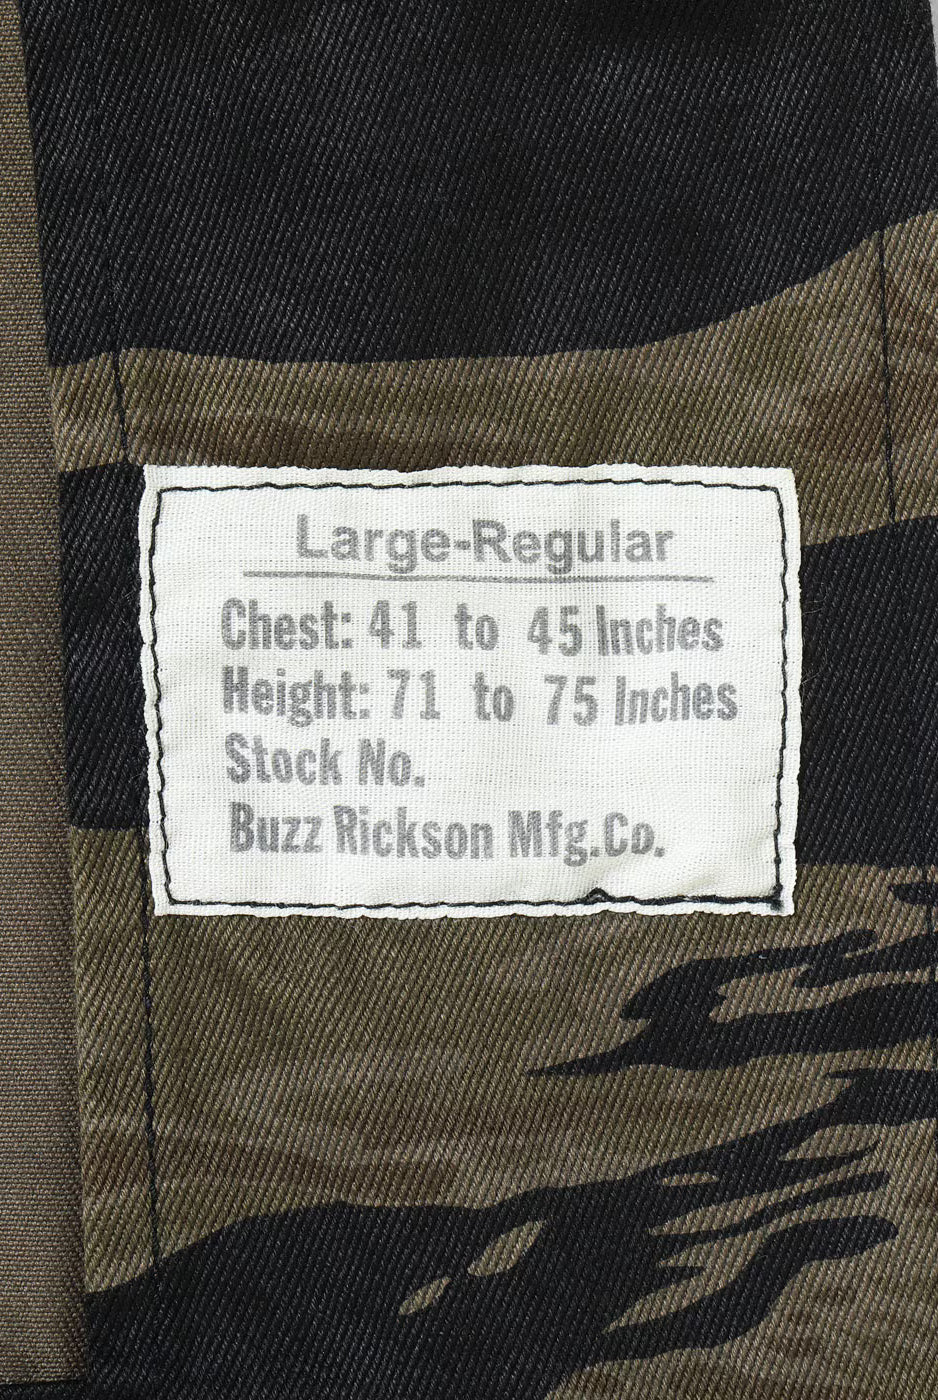 Large-Regular
Chest: 41 to 45 Inches
Height: 71 to 75 Inches
Stock No.
Buzz Rickson Mfg.Co.